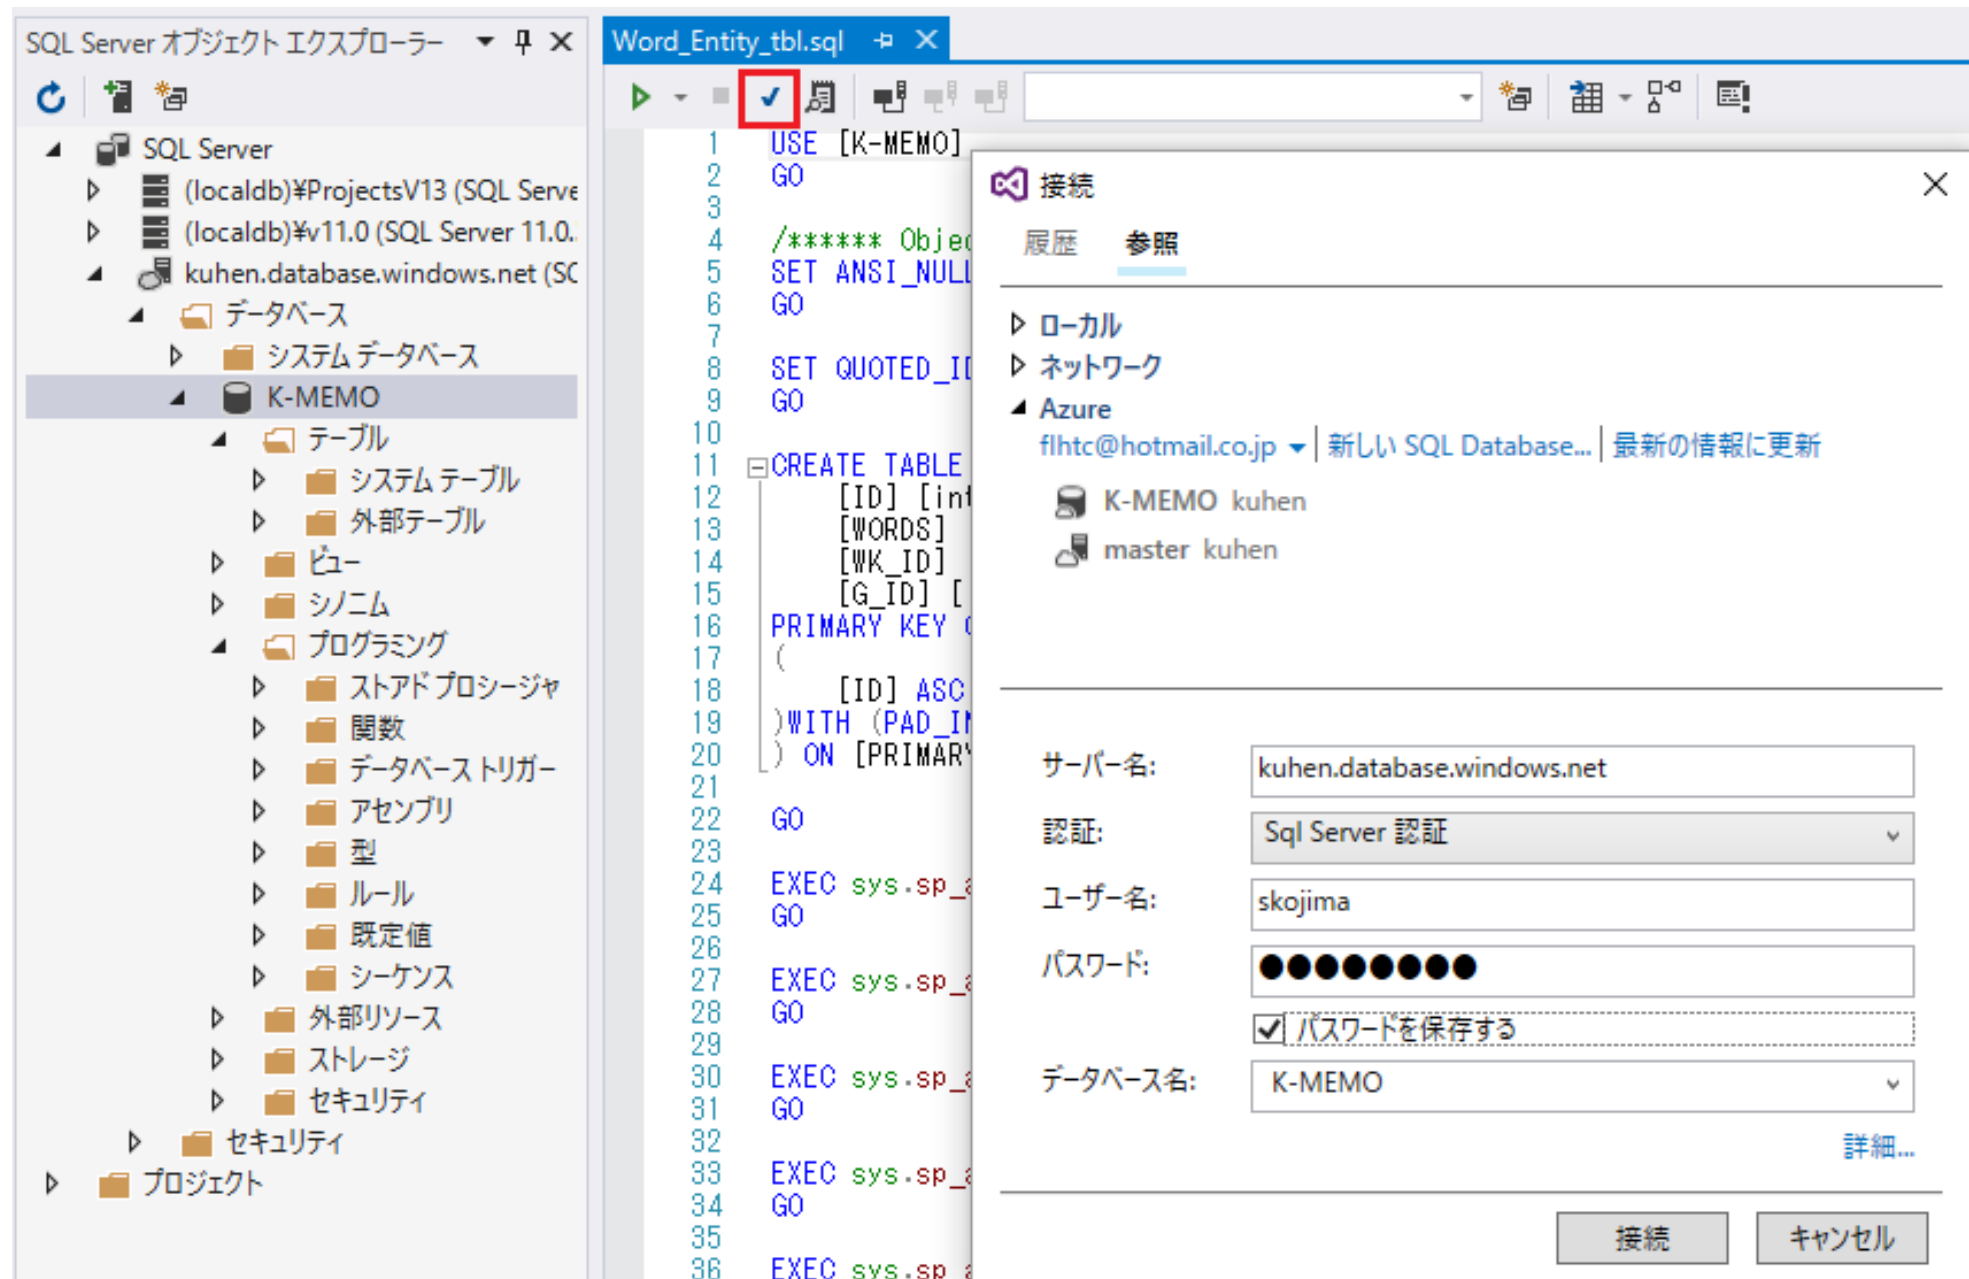 SQL Server オブジェクト エクスプローラー
SQL Server
(localdb)¥ProjectsV13 (SQL Serve
(localdb)¥v11.0 (SQL Server 11.0.
kuhen.database.windows.net (SC
データベース
システム データベース
K-MEMO
テーブル
システム テーブル
外部テーブル
ビュー
シノニム
プログラミング
ストアド プロシージャ
関数
データベース トリガー
アセンブリ
型
ルール
既定値
シーケンス
外部リソース
ストレージ
セキュリティ
セキュリティ
プロジェクト
Word_Entity_tbl.sql
1 USE [K-MEMO]
2 GO
3
4 /****** Objec
5 SET ANSI_NULL
6 GO
7
8 SET QUOTED_ID
9 GO
10
11 CREATE TABLE
12 [ID] [int
13 [WORDS]
14 [WK_ID]
15 [G_ID] [
16 PRIMARY KEY C
17 (
18 [ID] ASC
19 )WITH (PAD_IN
20 ) ON [PRIMARY
21
22 GO
23
24 EXEC sys.sp_a
25 GO
26
27 EXEC sys.sp_a
28 GO
29
30 EXEC sys.sp_a
31 GO
32
33 EXEC sys.sp_a
34 GO
35
36 EXEC sys.sp_a
接続
履歴 参照
ローカル
ネットワーク
Azure
flhtc@hotmail.co.jp 新しい SQL Database... 最新の情報に更新
K-MEMO kuhen
master kuhen
サーバー名: kuhen.database.windows.net
認証: Sql Server 認証
ユーザー名: skojima
パスワード: ●●●●●●●●
パスワードを保存する
データベース名: K-MEMO
詳細...
接続 キャンセル